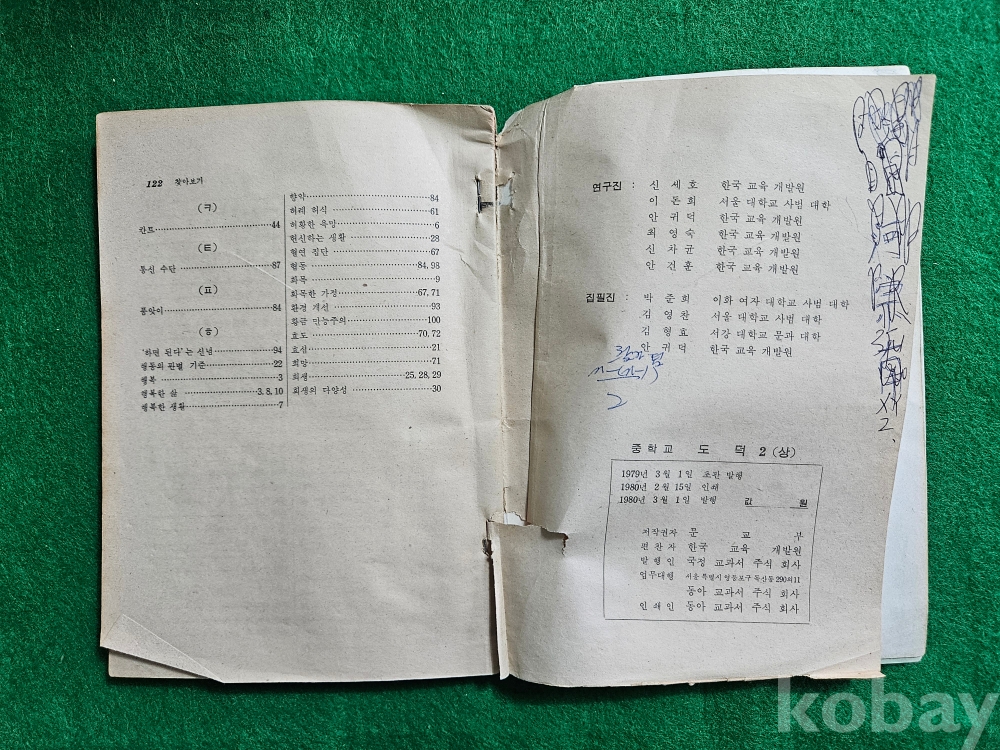 122 찾아보기
(ㅋ)
칸트 44
(ㅌ)
통신 수단 87
(ㅍ)
품앗이 84
(ㅎ)
'하면 된다'는 신념 94
행동의 판별 기준 22
행복 3
행복한 삶 3, 8, 10
행복한 생활 7
향약 84
허례 허식 61
허황한 욕망 6
헌신하는 생활 28
혈연 집단 67
협동 84, 98
화목 9
화목한 가정 67, 71
환경 개선 93
황금 만능주의 100
효도 70, 72
효성 21
희망 71
희생 25, 28, 29
희생의 다양성 30
연구진 : 신 세 호 한국 교육 개발원
이 돈 희 서울 대학교 사범 대학
안 귀 덕 한국 교육 개발원
최 영 숙 한국 교육 개발원
신 차 균 한국 교육 개발원
안 건 훈 한국 교육 개발원
집필진 : 박 준 희 이화 여자 대학교 사범 대학
김 영 찬 서울 대학교 사범 대학
김 형 효 서강 대학교 문과 대학
안 귀 덕 한국 교육 개발원
2
중학교 도 덕 2 (상)
1979년 3월 1일 초판 발행
1980년 2월 15일 인쇄
1980년 3월 1일 발행 값 원
저작권자 문 교 부
편 찬 자 한국 교육 개발원
발 행 인 국정 교과서 주식 회사
업무대행 서울 특별시 영등포구 독산동 290의11
동아 교과서 주식 회사
인 쇄 인 동아 교과서 주식 회사
kobay